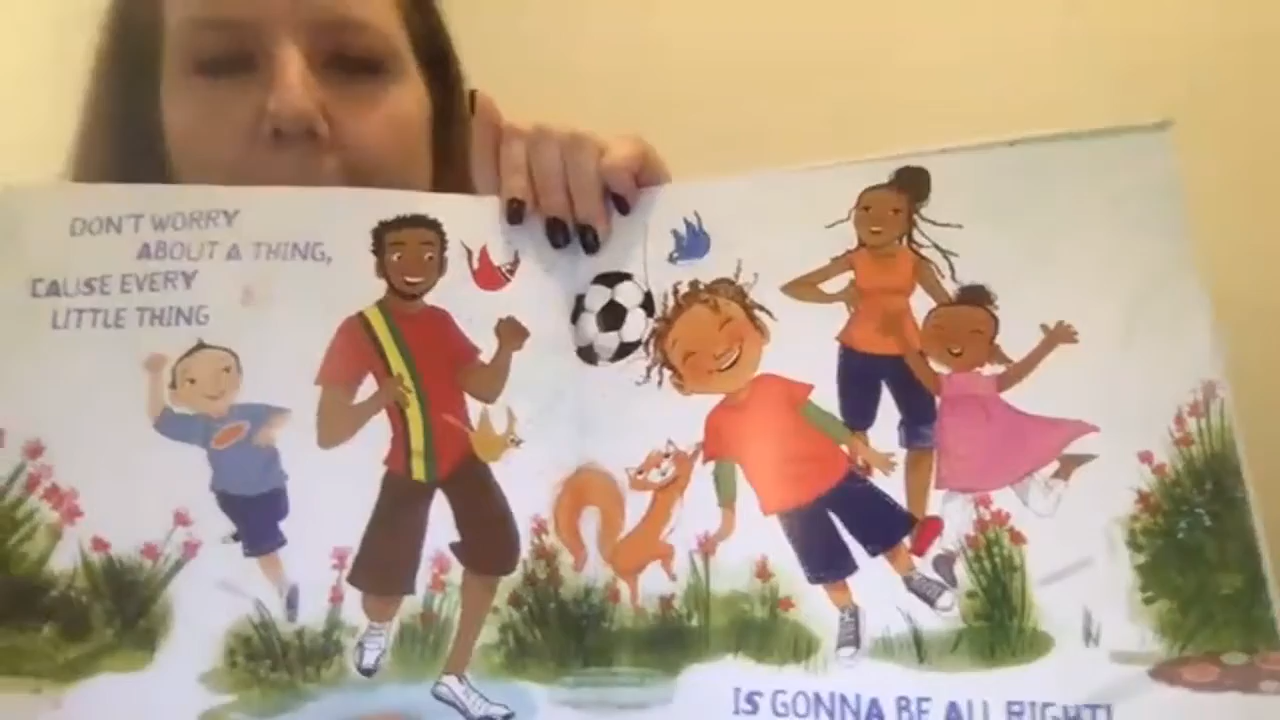 DON'T WORRY
ABOUT A THING,
'CAUSE EVERY
LITTLE THING
IS GONNA BE ALL RIGHT!